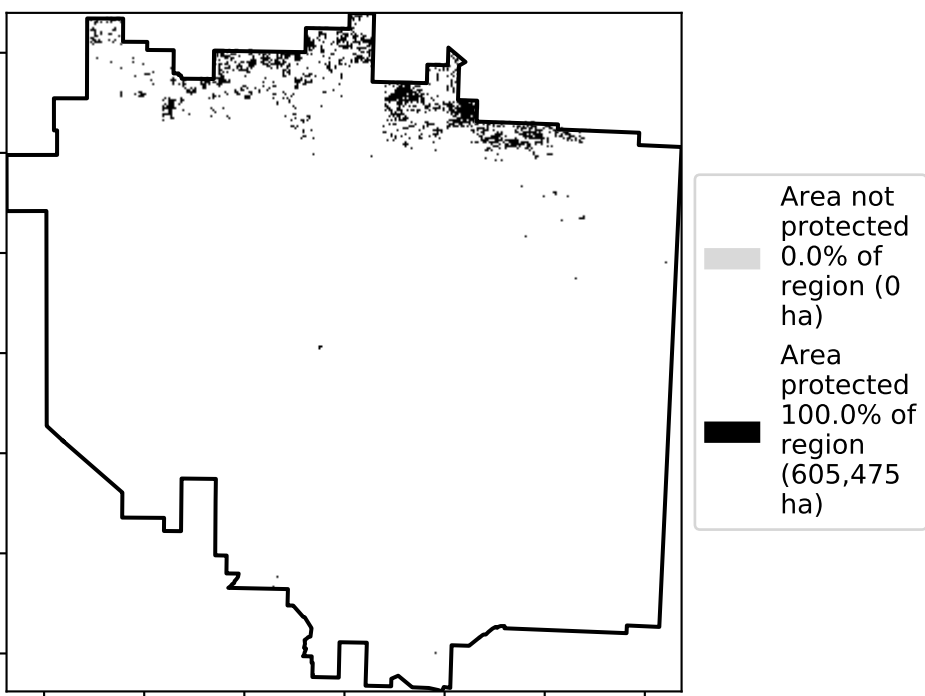 Area not
protected
0.0% of
region (0
ha)
Area
protected
100.0% of
region
(605,475
ha)